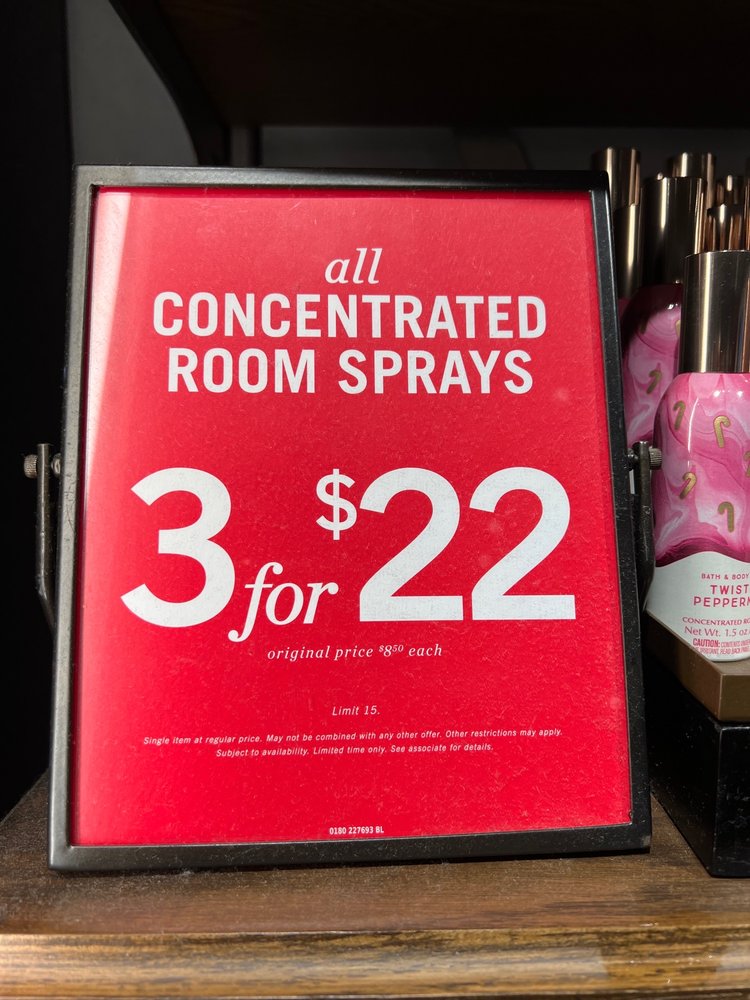 all
CONCENTRATED
ROOM SPRAYS
3 for $22
original price $850 each
Limit 15.
Single item at regular price. May not be combined with any other offer. Other restrictions may apply.
Subject to availability. Limited time only. See associate for details.
0180 227693 BL
BATH & BODY
TWIST
PEPPERM
CONCENTRATED RO
Net Wt. 1.5 oz
CAUTION: